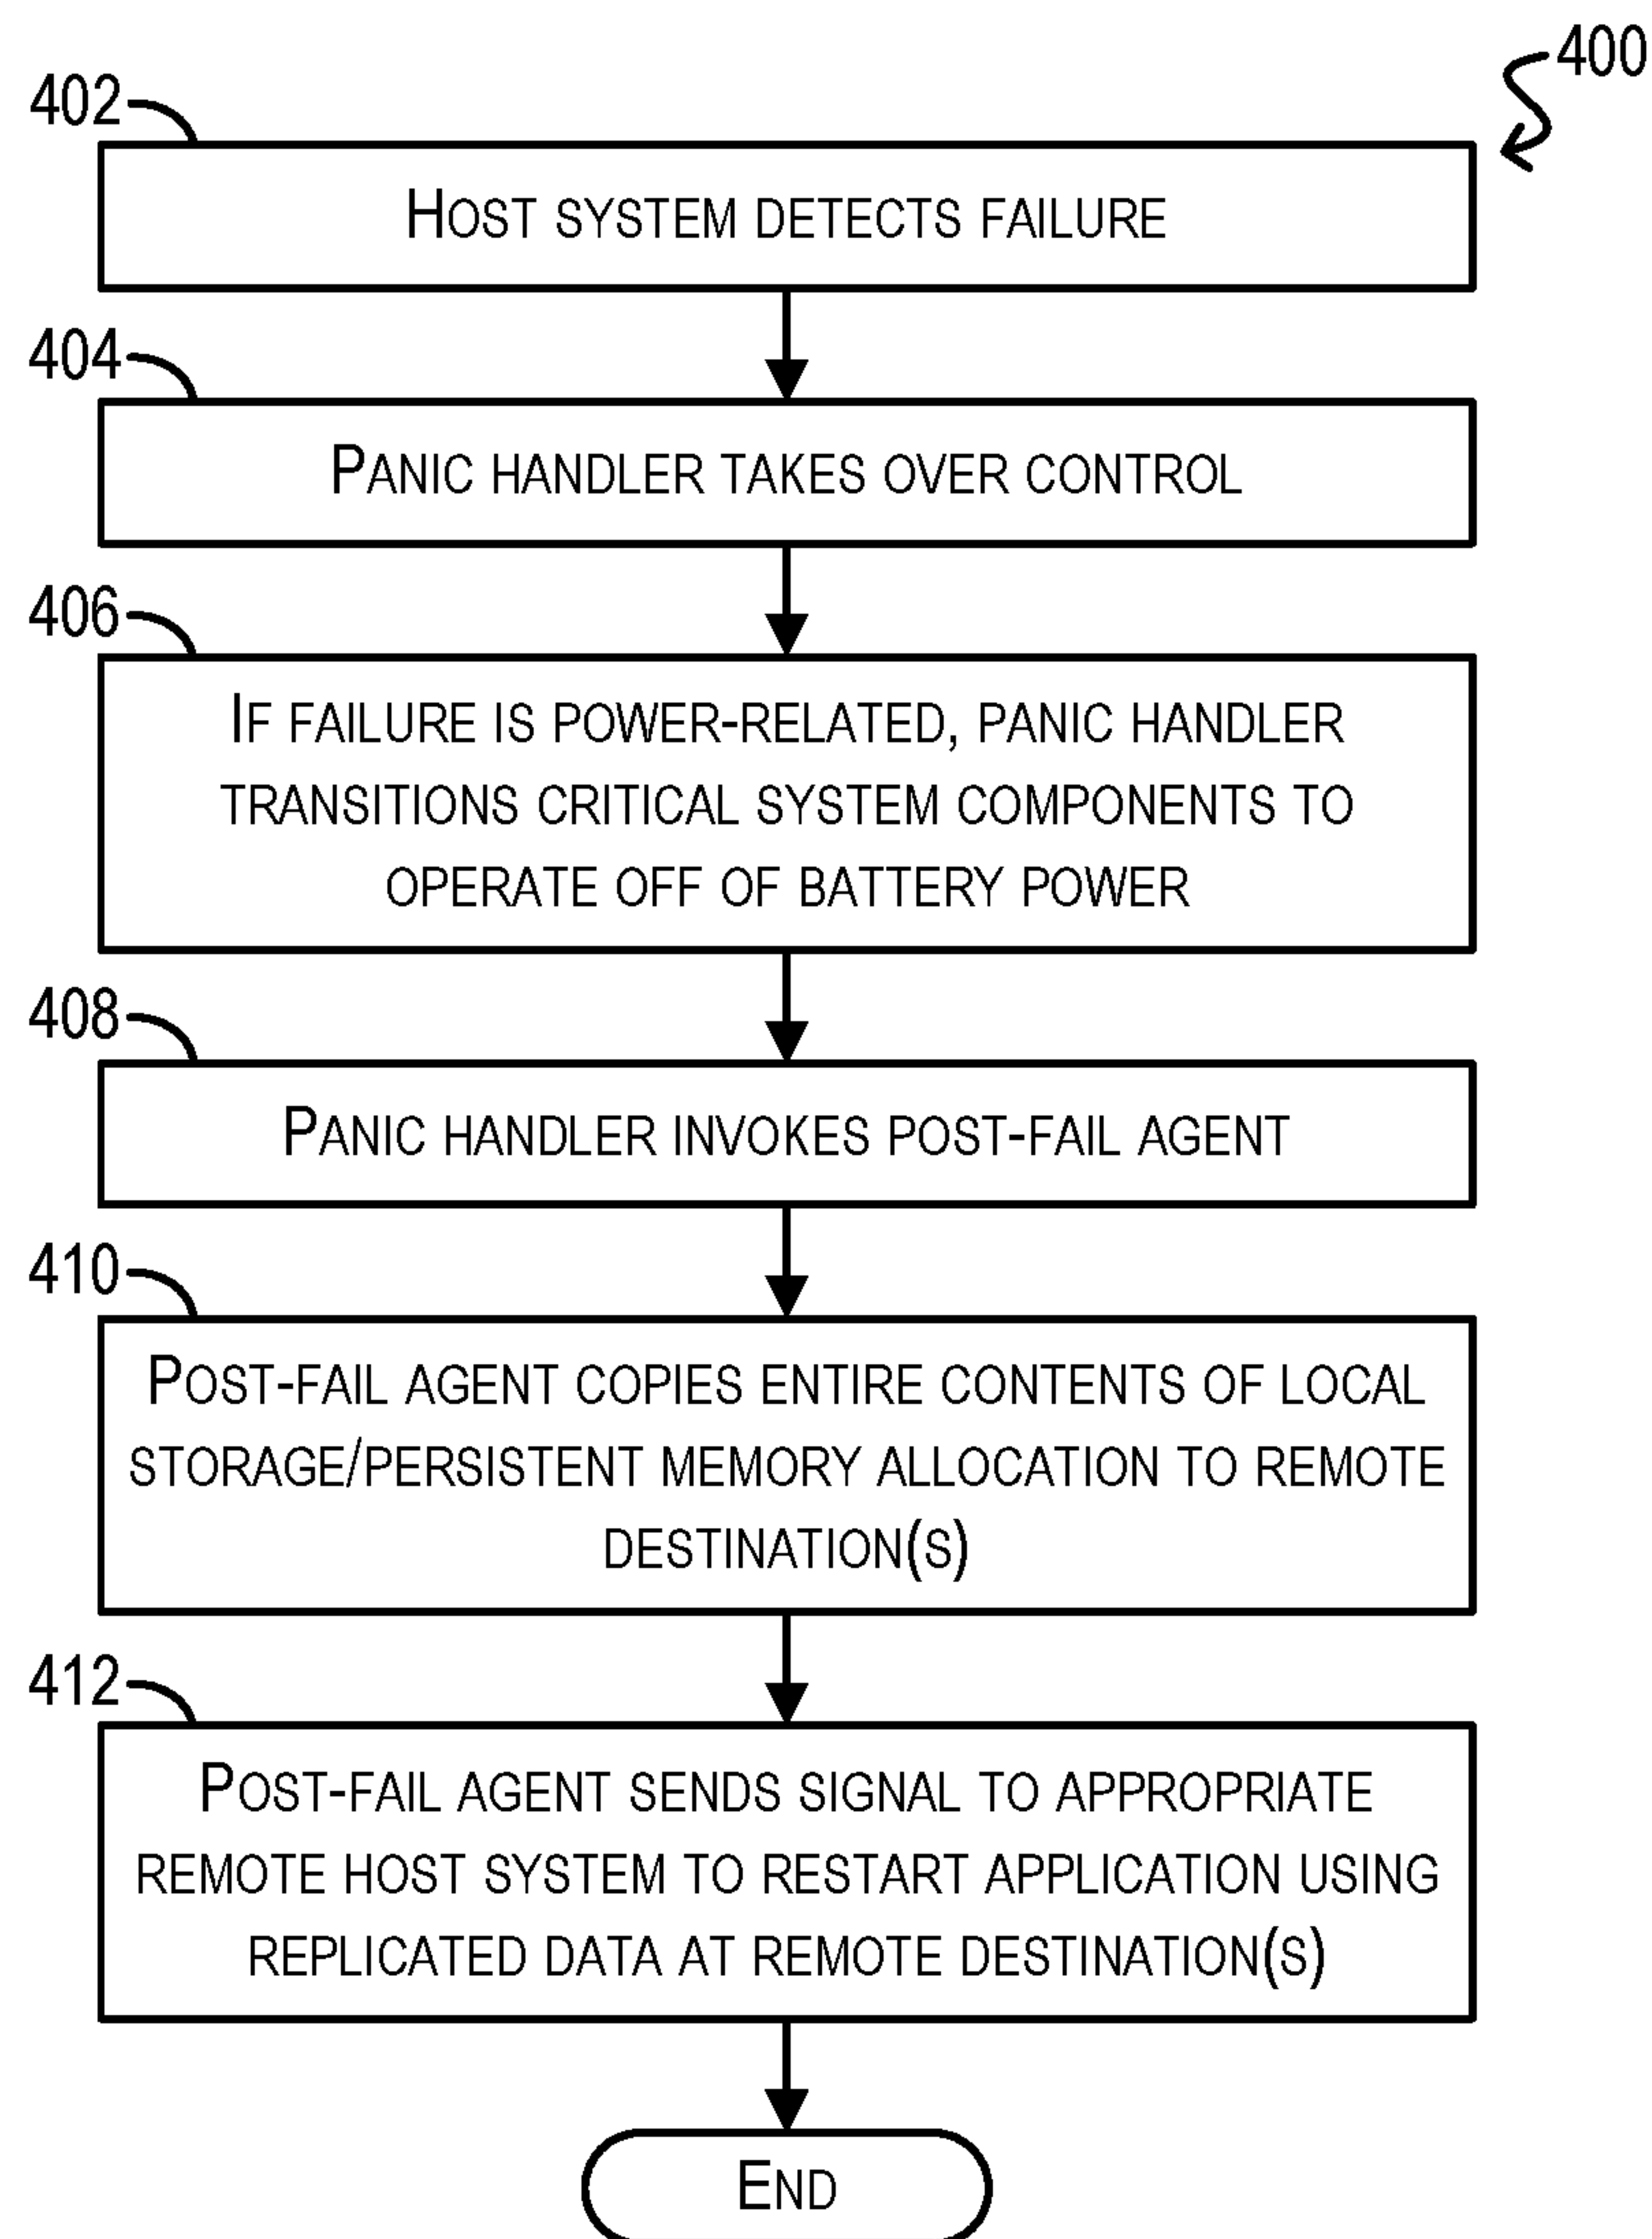 400
402
HOST SYSTEM DETECTS FAILURE
404
PANIC HANDLER TAKES OVER CONTROL
406
IF FAILURE IS POWER-RELATED, PANIC HANDLER
TRANSITIONS CRITICAL SYSTEM COMPONENTS TO
OPERATE OFF OF BATTERY POWER
408
PANIC HANDLER INVOKES POST-FAIL AGENT
410
POST-FAIL AGENT COPIES ENTIRE CONTENTS OF LOCAL
STORAGE/PERSISTENT MEMORY ALLOCATION TO REMOTE
DESTINATION(S)
412
POST-FAIL AGENT SENDS SIGNAL TO APPROPRIATE
REMOTE HOST SYSTEM TO RESTART APPLICATION USING
REPLICATED DATA AT REMOTE DESTINATION(S)
END